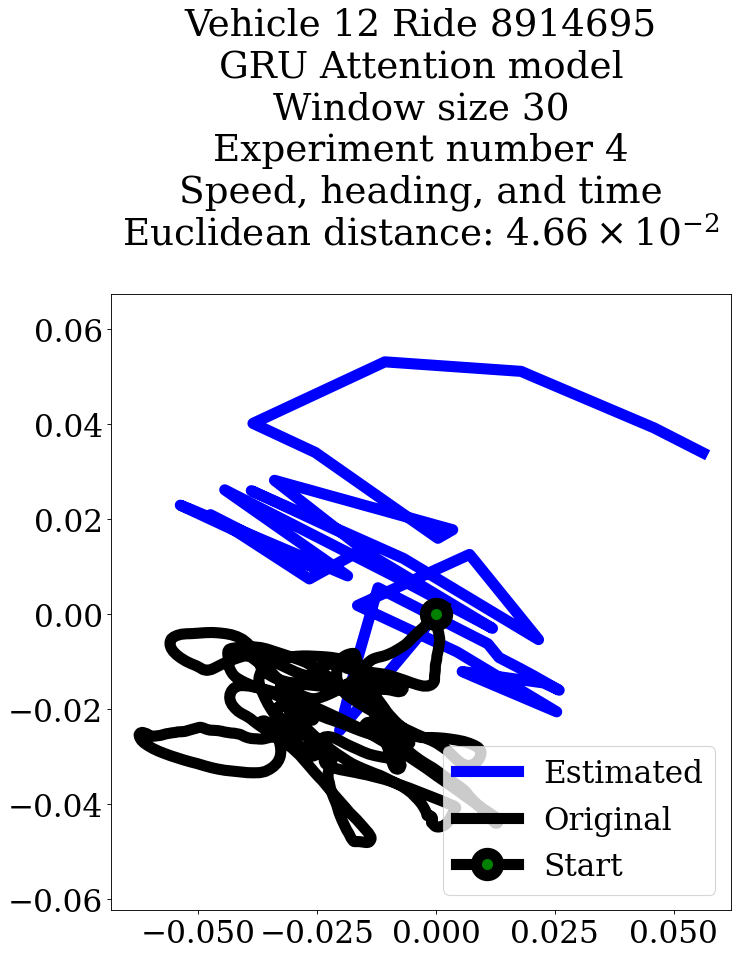 Vehicle 12 Ride 8914695
GRU Attention model
Window size 30
Experiment number 4
Speed, heading, and time
Euclidean distance: 4.66 × 10⁻²
0.06
0.04
0.02
0.00
−0.02
−0.04
−0.06
Estimated
Original
Start
−0.050 −0.025 0.000 0.025 0.050